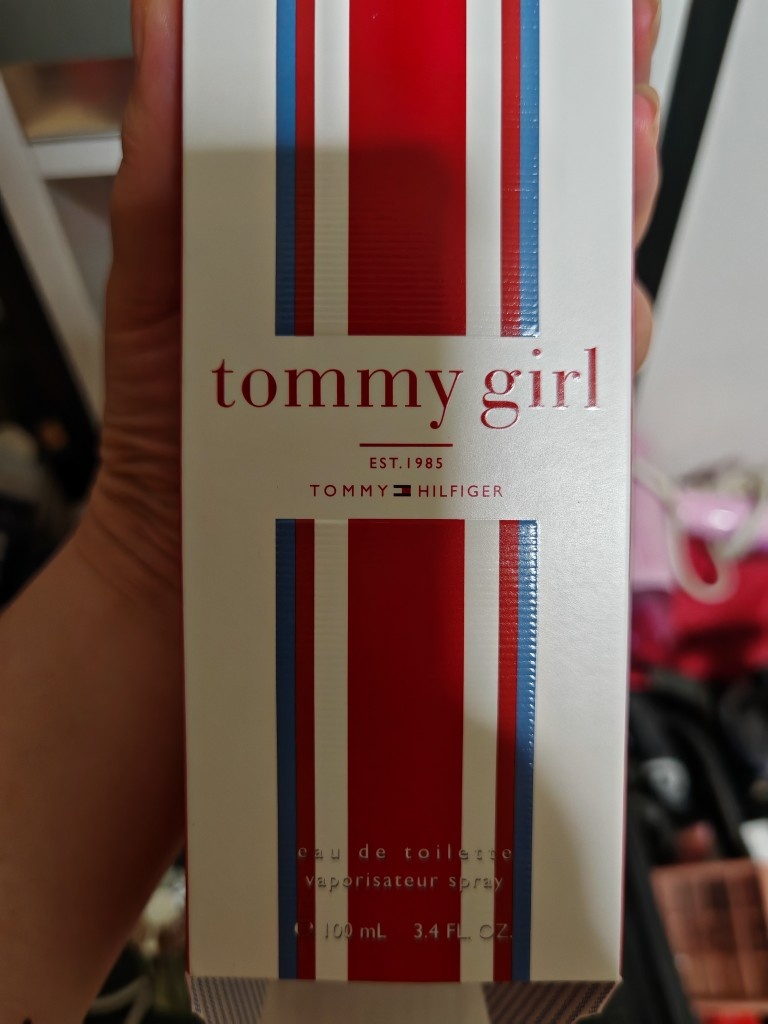 tommy girl
EST.1985
TOMMY HILFIGER
eau de toilette
vaporisateur spray
℮ 100 mL 3.4 FL. OZ.